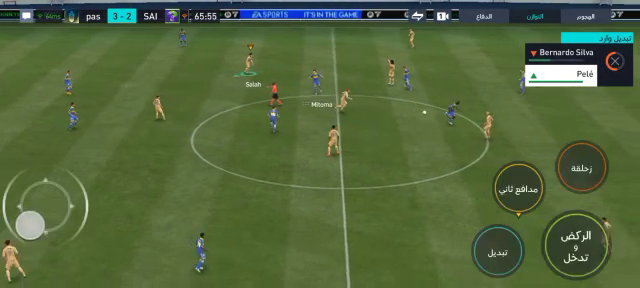 pas 3 - 2 SAI 65:55
EA SPORTS IT'S IN THE GAME
الدفاع التوازن الهجوم
تبديل وارد
Bernardo Silva
Pelé
Salah
Mitoma
زحلقة
مدافع ثاني
الركض
و
تدخل
تبديل